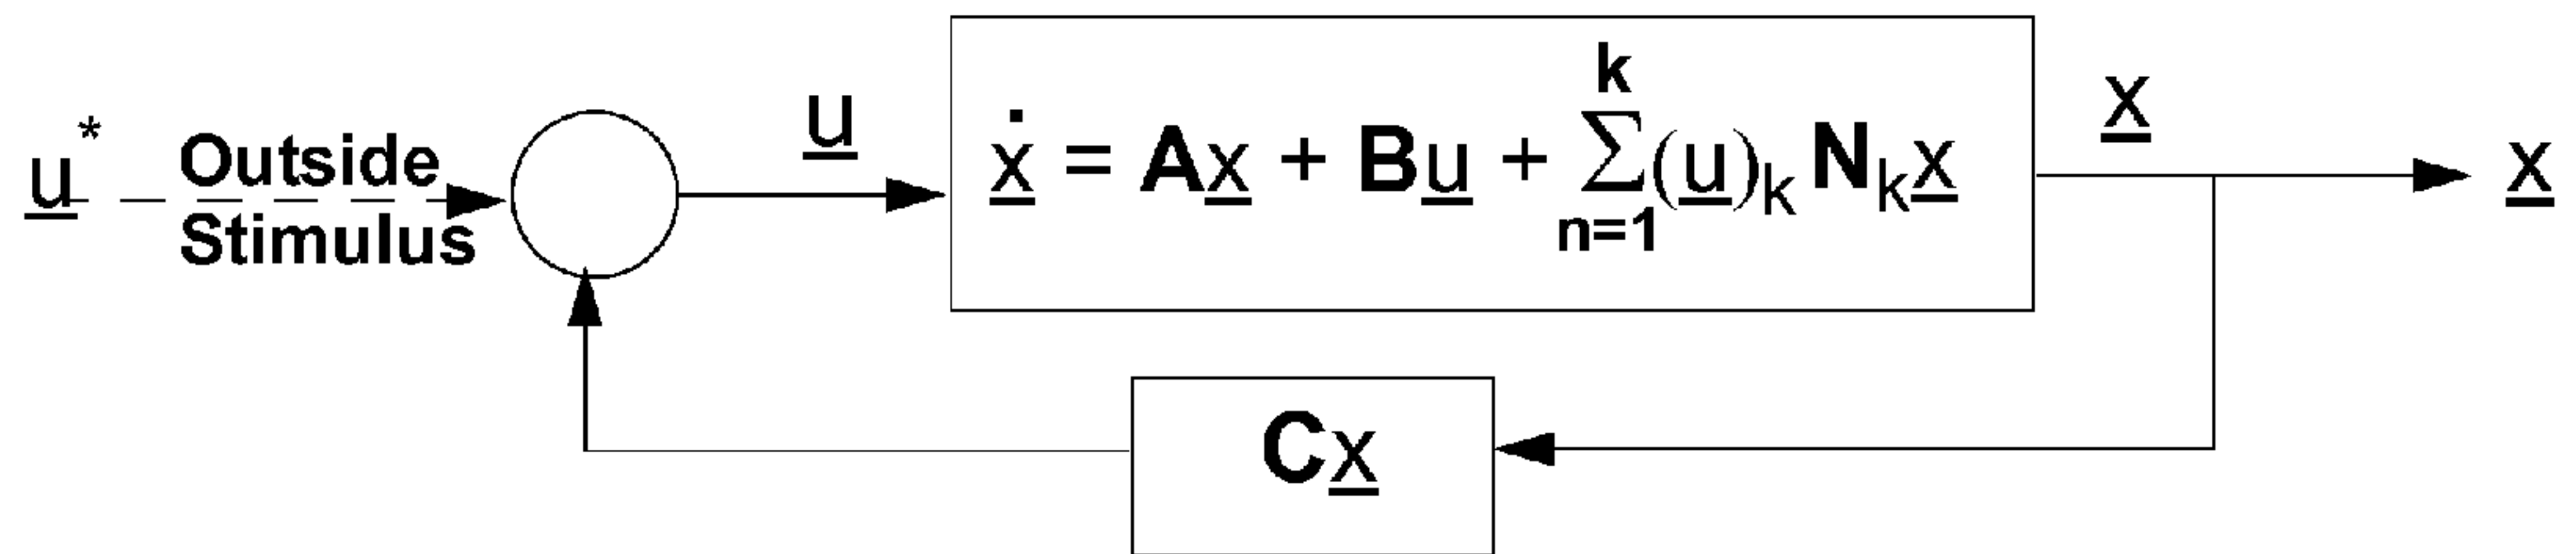 u*
Outside
Stimulus
u
ẋ = Ax + Bu + k∑n=1(u)k Nkx
x
x
Cx